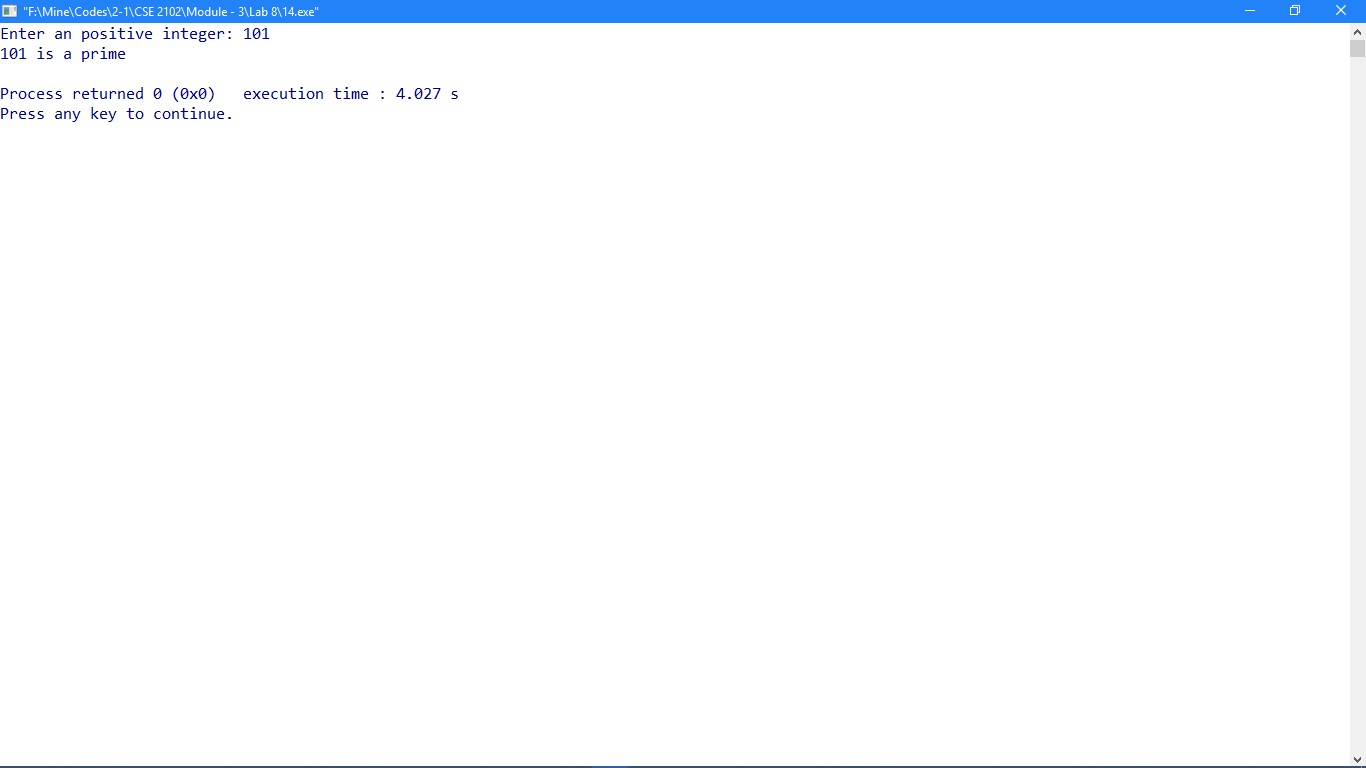 "F:\Mine\Codes\2-1\CSE 2102\Module - 3\Lab 8\14.exe"
Enter an positive integer: 101
101 is a prime
Process returned 0 (0x0)   execution time : 4.027 s
Press any key to continue.